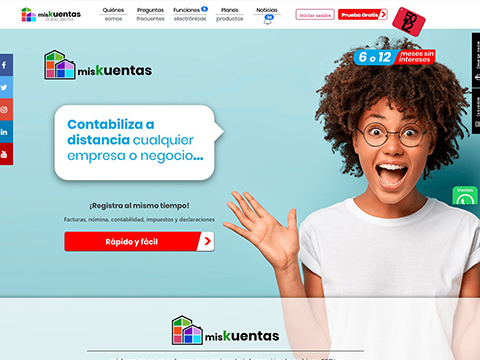 miskuentas
Quiénes somos
Preguntas frecuentes
Funciones electrónicas
Planes productos
Noticias
Iniciar sesión
Prueba Gratis
miskuentas
6 o 12 meses sin intereses
Contabiliza a
distancia cualquier
empresa o negocio...
¡Registra al mismo tiempo!
Facturas, nómina, contabilidad, impuestos y declaraciones
Rápido y fácil
Ventas
miskuentas